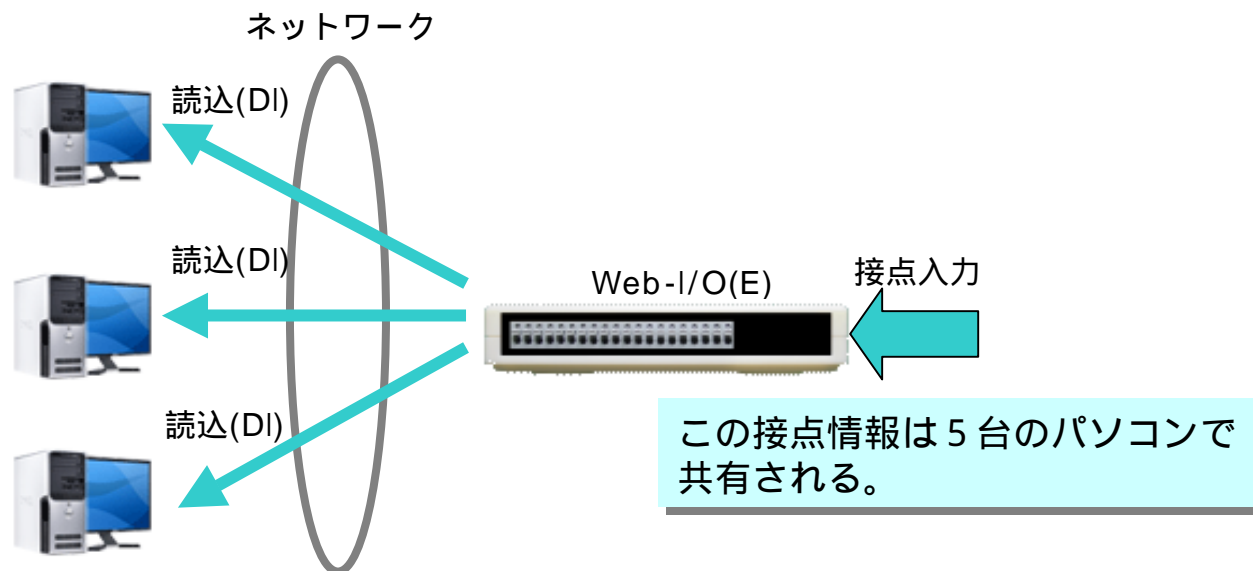 ネットワーク
読込(DI)
読込(DI)
Web-I/O(E)
接点入力
読込(DI)
この接点情報は５台のパソコンで
共有される。